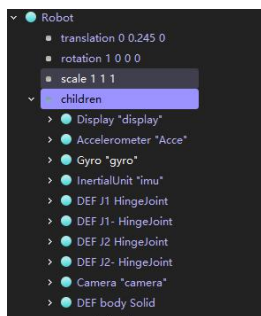 Robot
translation 0 0.245 0
rotation 1 0 0 0
scale 1 1 1
children
Display "display"
Accelerometer "Acce"
Gyro "gyro"
InertialUnit "imu"
DEF J1 HingeJoint
DEF J1- HingeJoint
DEF J2 HingeJoint
DEF J2- HingeJoint
Camera "camera"
DEF body Solid